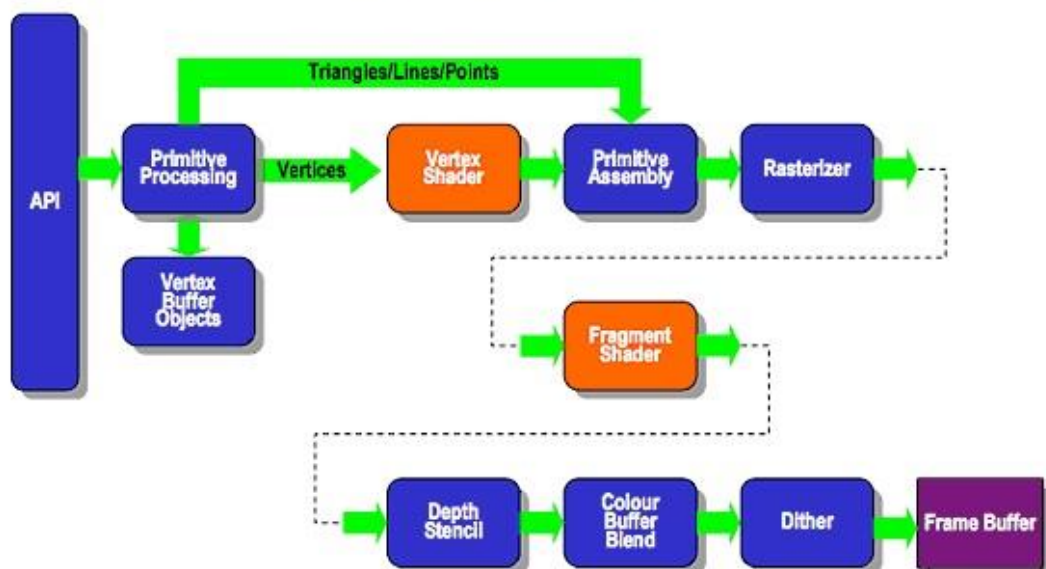 Triangles/Lines/Points
API
Primitive
Processing
Vertices
Vertex
Shader
Primitive
Assembly
Rasterizer
Vertex
Buffer
Objects
Fragment
Shader
Depth
Stencil
Colour
Buffer
Blend
Dither
Frame Buffer